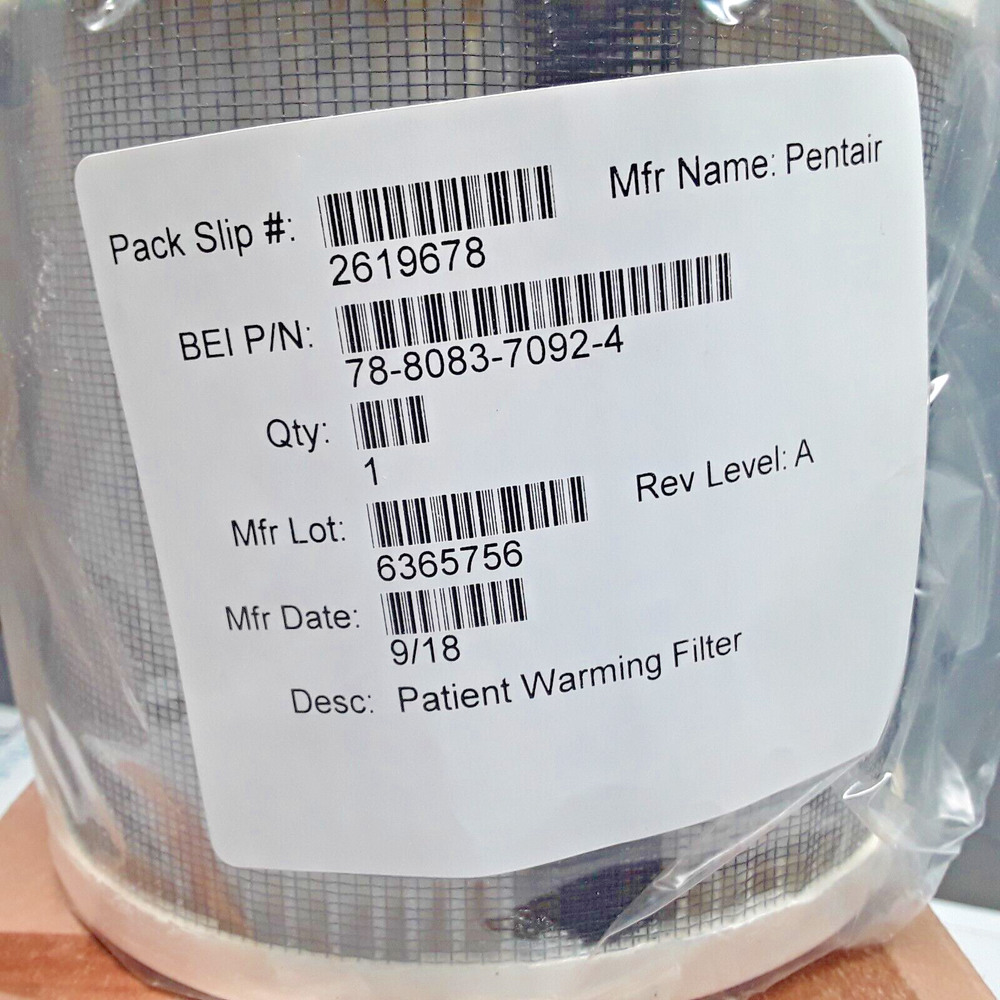 Mfr Name: Pentair
Pack Slip #:
2619678
BEI P/N:
78-8083-7092-4
Qty:
1
Rev Level: A
Mfr Lot:
6365756
Mfr Date:
9/18
Desc: Patient Warming Filter